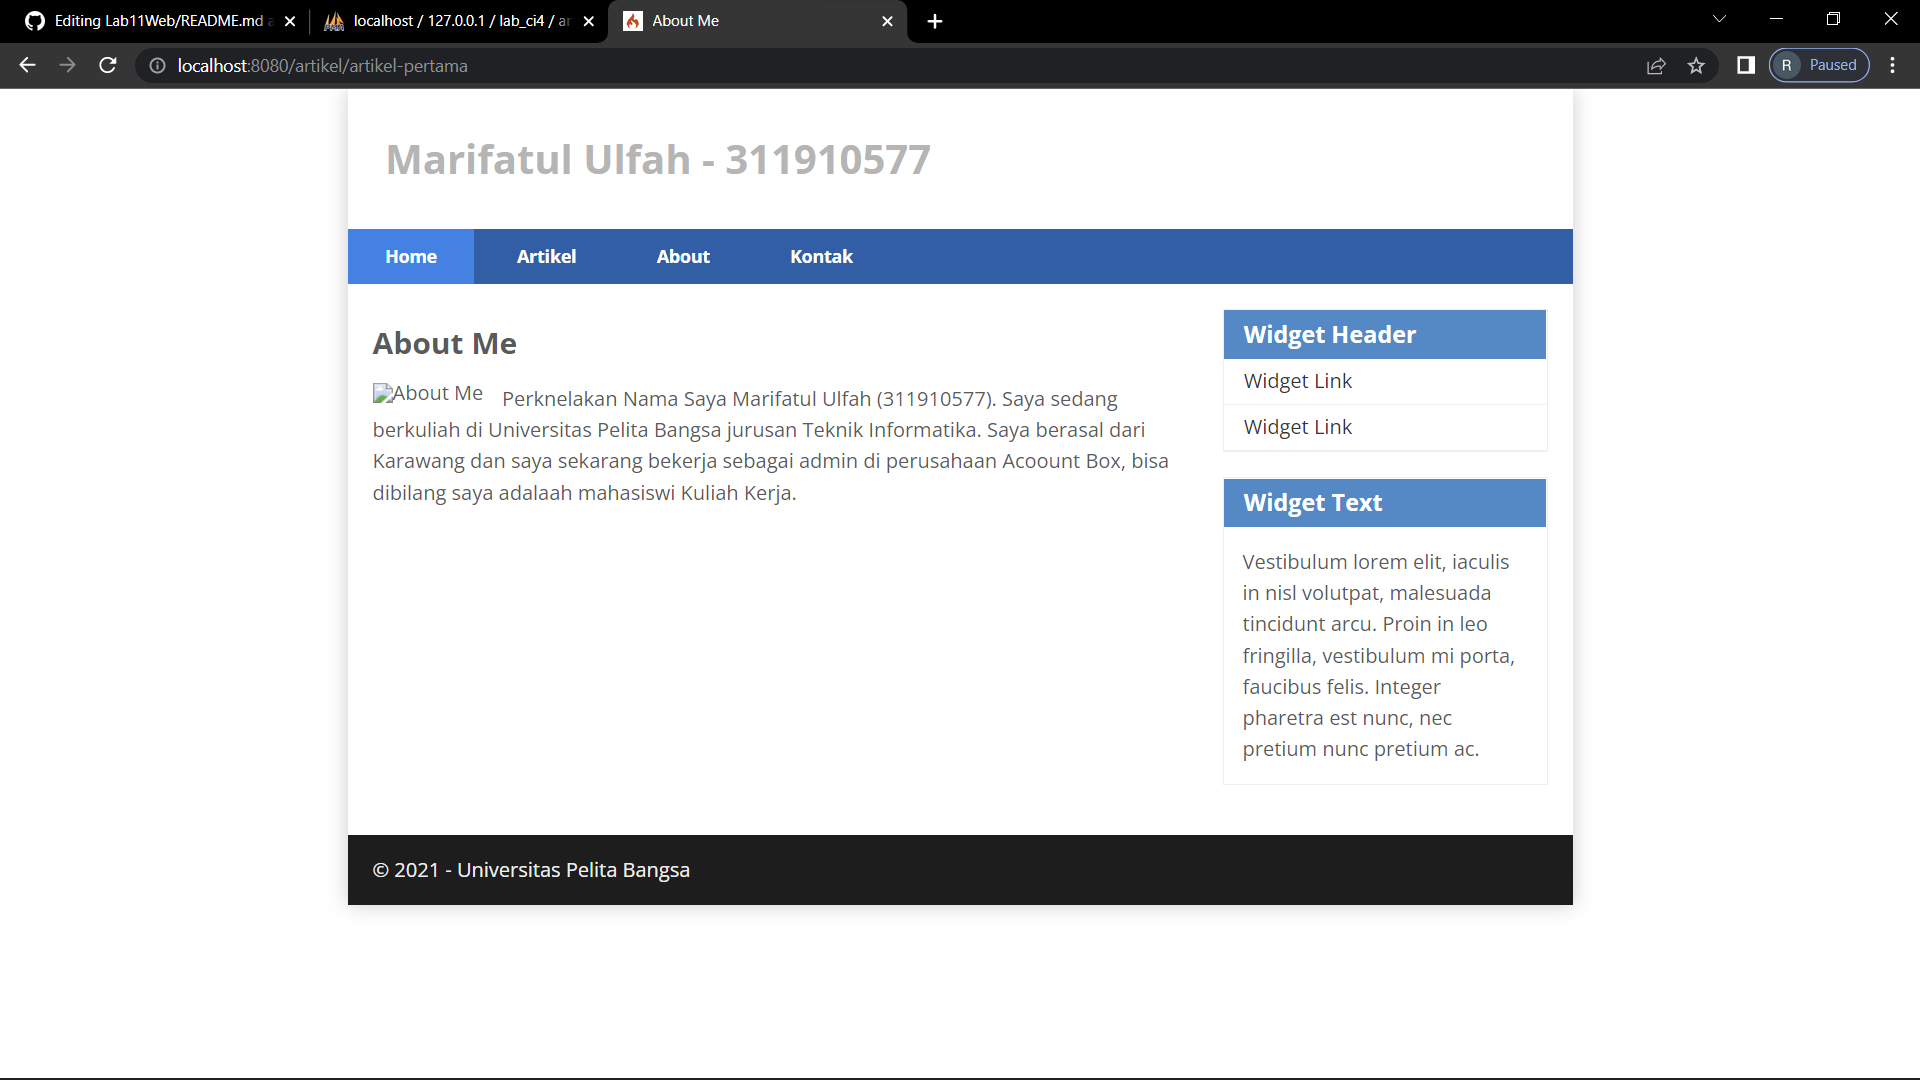 Editing Lab11Web/README.md a
localhost / 127.0.0.1 / lab_ci4 / ar
About Me
localhost:8080/artikel/artikel-pertama
R Paused
Marifatul Ulfah - 311910577
Home Artikel About Kontak
About Me
About Me Perknelakan Nama Saya Marifatul Ulfah (311910577). Saya sedang
berkuliah di Universitas Pelita Bangsa jurusan Teknik Informatika. Saya berasal dari
Karawang dan saya sekarang bekerja sebagai admin di perusahaan Acoount Box, bisa
dibilang saya adalaah mahasiswi Kuliah Kerja.
Widget Header
Widget Link
Widget Link
Widget Text
Vestibulum lorem elit, iaculis
in nisl volutpat, malesuada
tincidunt arcu. Proin in leo
fringilla, vestibulum mi porta,
faucibus felis. Integer
pharetra est nunc, nec
pretium nunc pretium ac.
© 2021 - Universitas Pelita Bangsa